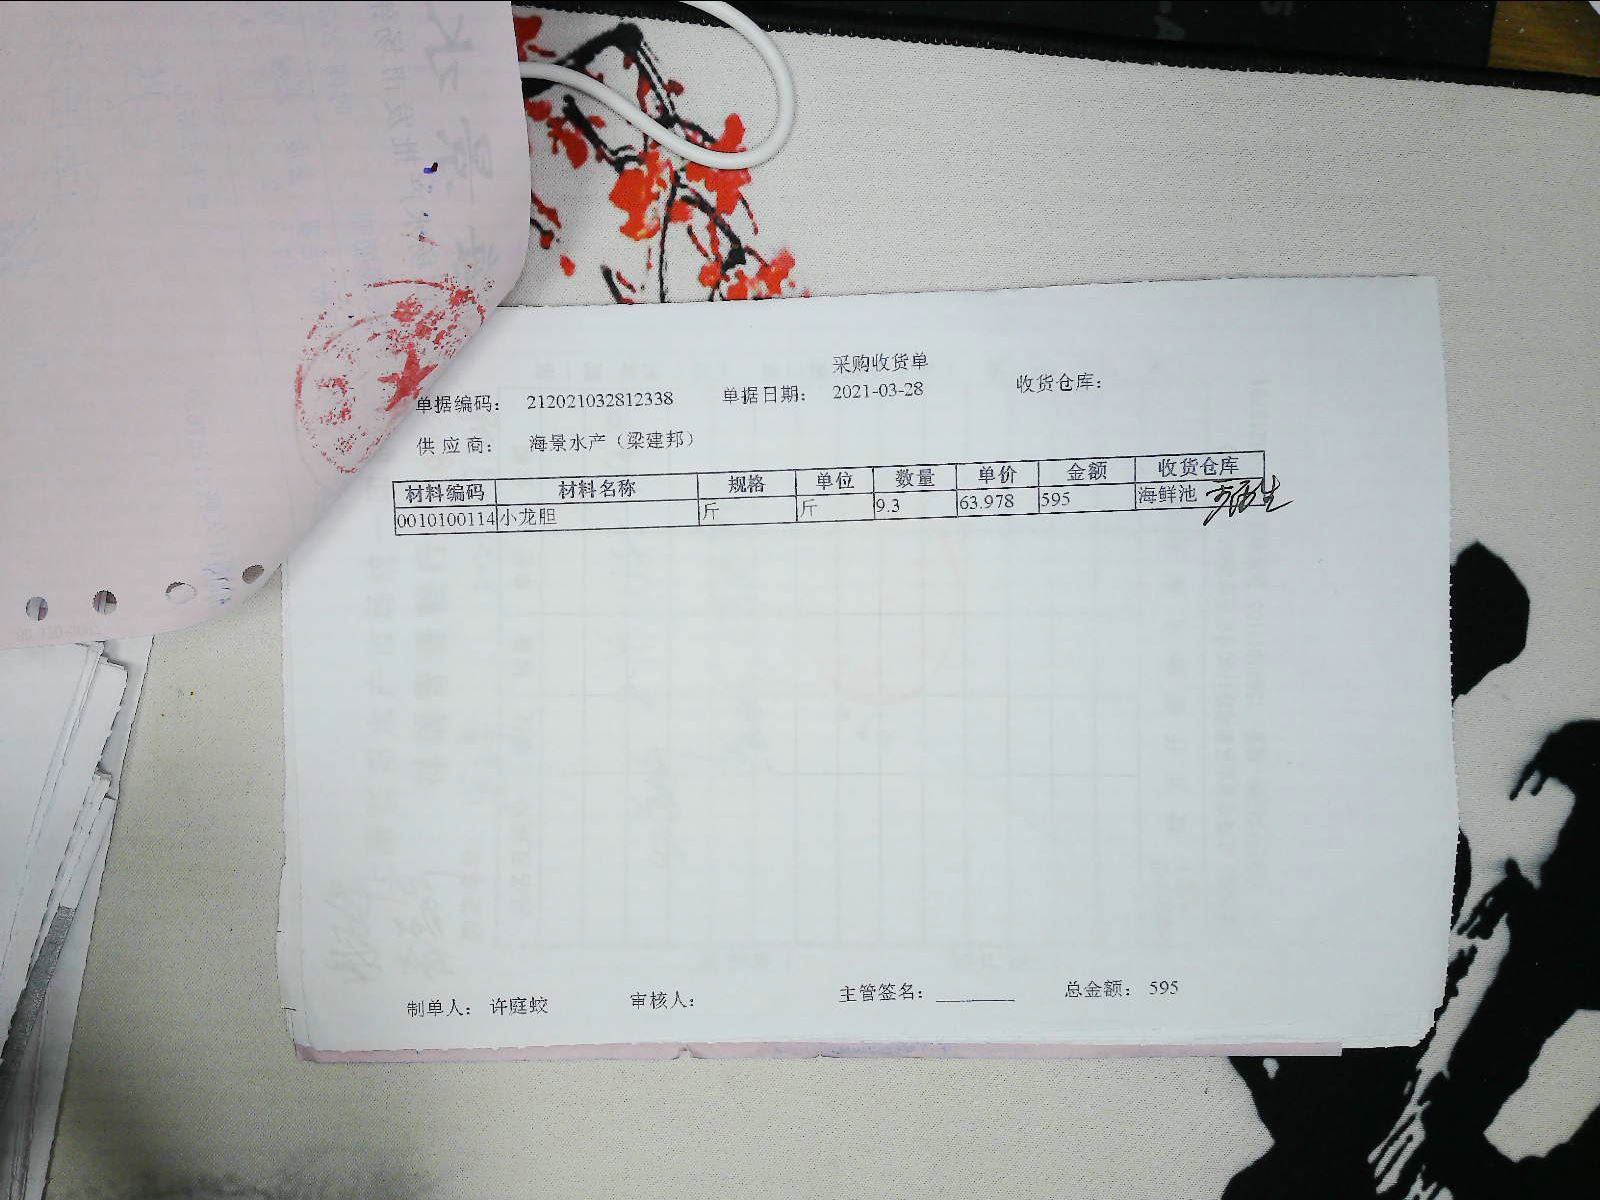 采购收货单
单据编码： 212021032812338 单据日期： 2021-03-28 收货仓库：
供应商： 海景水产（梁建邦）
材料编码 材料名称 规格 单位 数量 单价 金额 收货仓库
0010100114 小龙胆 斤 斤 9.3 63.978 595 海鲜池
制单人： 许庭蛟 审核人： 主管签名： ________ 总金额： 595